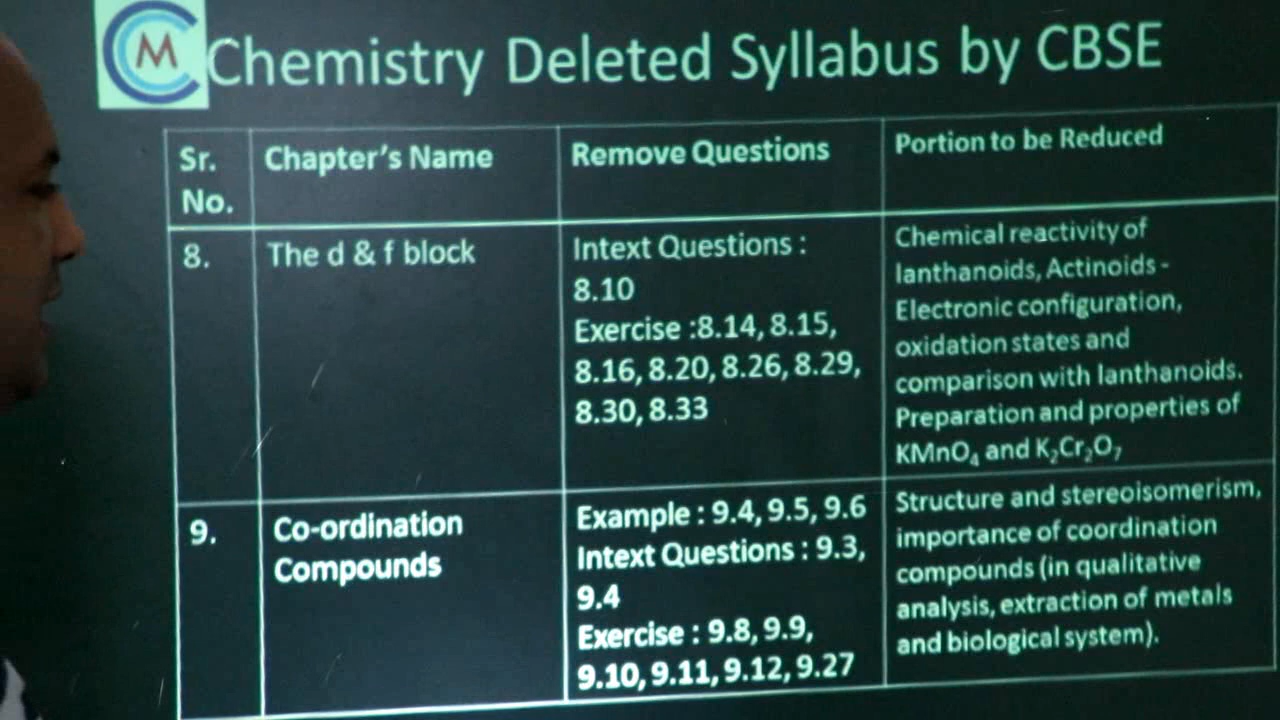 CMC
Chemistry Deleted Syllabus by CBSE
Sr.
No.
Chapter's Name
Remove Questions
Portion to be Reduced
8.
The d & f block
Intext Questions :
8.10
Exercise :8.14, 8.15,
8.16, 8.20, 8.26, 8.29,
8.30, 8.33
Chemical reactivity of
lanthanoids, Actinoids -
Electronic configuration,
oxidation states and
comparison with lanthanoids.
Preparation and properties of
KMnO₄ and K₂Cr₂O₇
9.
Co-ordination
Compounds
Example : 9.4, 9.5, 9.6
Intext Questions : 9.3,
9.4
Exercise : 9.8, 9.9,
9.10, 9.11, 9.12, 9.27
Structure and stereoisomerism,
importance of coordination
compounds (in qualitative
analysis, extraction of metals
and biological system).